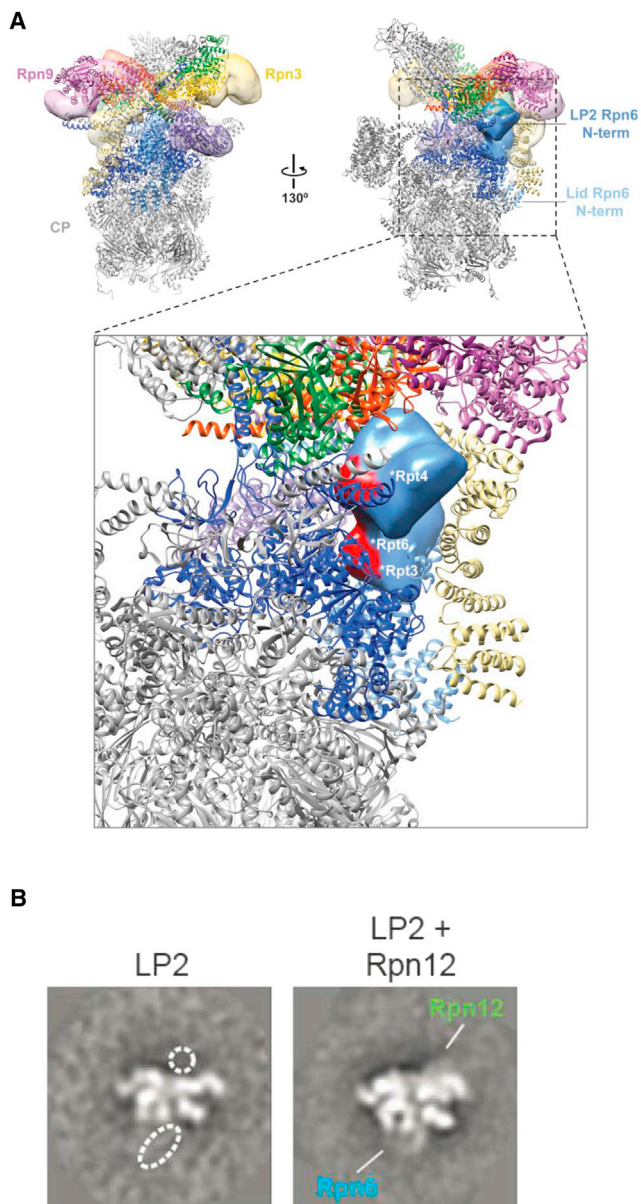 A
Rpn9
Rpn3
LP2 Rpn6
N-term
130º
CP
Lid Rpn6
N-term
*Rpt4
*Rpt6
*Rpt3
B
LP2
LP2 +
Rpn12
Rpn12
Rpn6